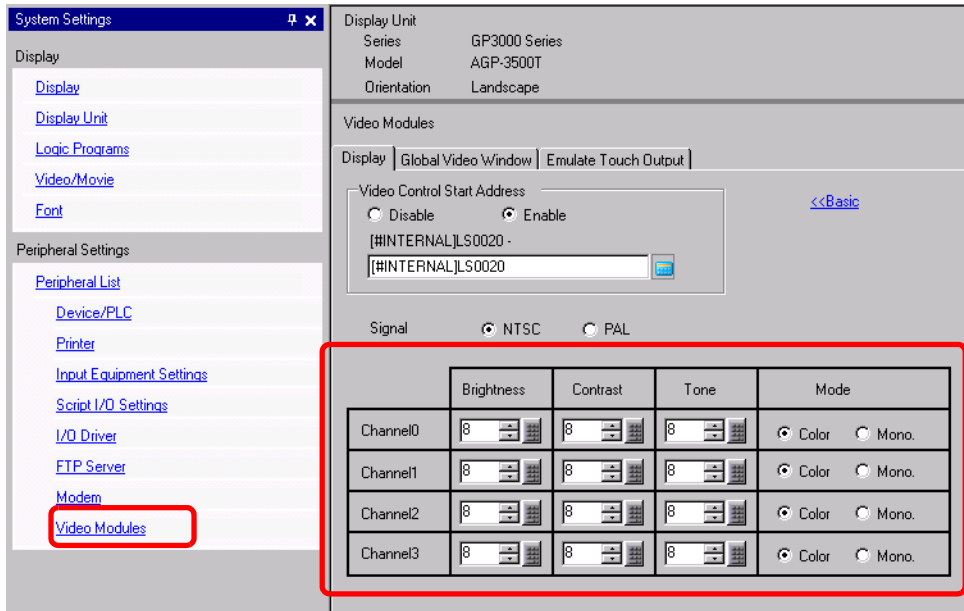 System Settings
Display
Display
Display Unit
Logic Programs
Video/Movie
Font
Peripheral Settings
Peripheral List
Device/PLC
Printer
Input Equipment Settings
Script I/O Settings
I/O Driver
FTP Server
Modem
Video Modules
Display Unit
Series GP3000 Series
Model AGP-3500T
Orientation Landscape
Video Modules
Display Global Video Window Emulate Touch Output
Video Control Start Address
<<Basic
Disable Enable
[#INTERNAL]LS0020 -
[#INTERNAL]LS0020
Signal NTSC PAL
Brightness Contrast Tone Mode
Channel0 8 8 8 Color Mono.
Channel1 8 8 8 Color Mono.
Channel2 8 8 8 Color Mono.
Channel3 8 8 8 Color Mono.